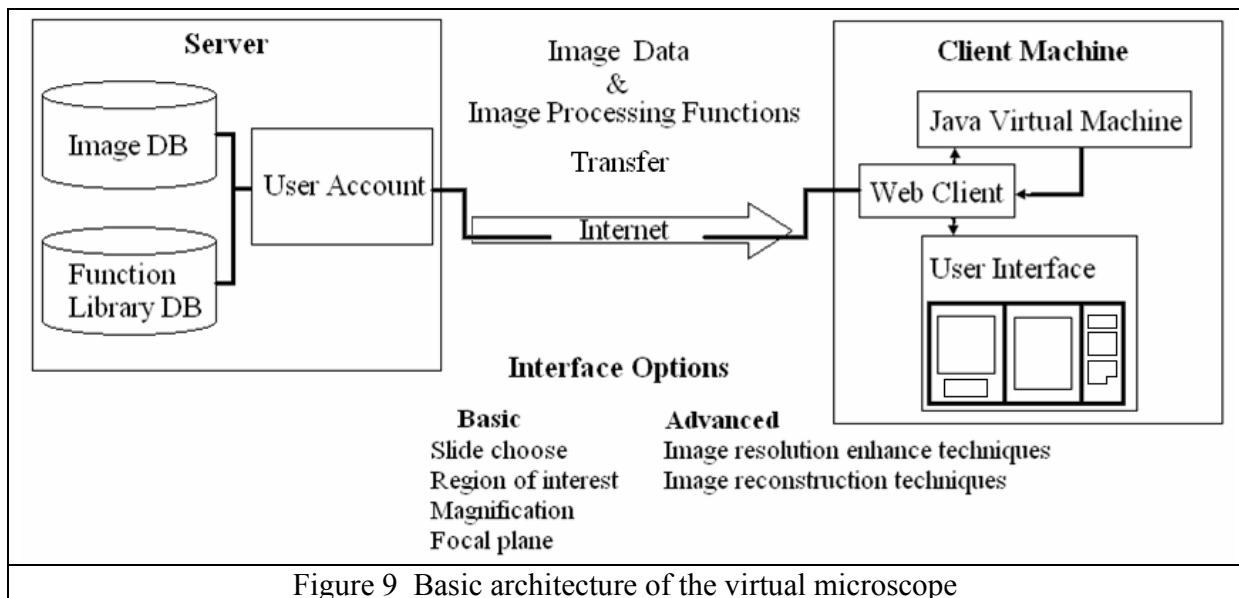 Server
Image DB
User Account
Function
Library DB
Image Data
&
Image Processing Functions
Transfer
Internet
Client Machine
Java Virtual Machine
Web Client
User Interface
Interface Options
Basic
Slide choose
Region of interest
Magnification
Focal plane
Advanced
Image resolution enhance techniques
Image reconstruction techniques
Figure 9 Basic architecture of the virtual microscope